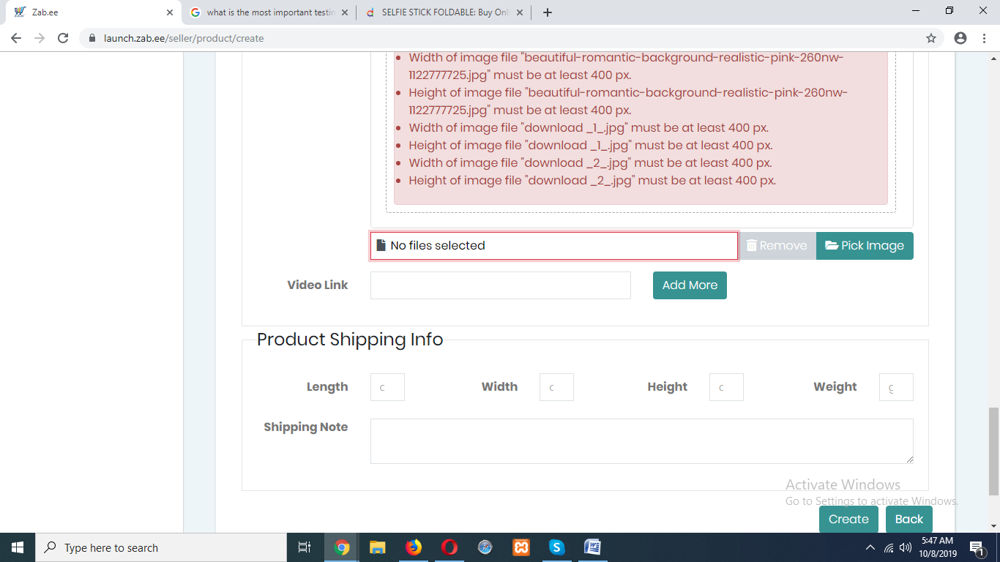 Zab.ee
what is the most important testin
SELFIE STICK FOLDABLE: Buy Onli
launch.zab.ee/seller/product/create
Width of image file "beautiful-romantic-background-realistic-pink-260nw-
1122777725.jpg" must be at least 400 px.
Height of image file "beautiful-romantic-background-realistic-pink-260nw-
1122777725.jpg" must be at least 400 px.
Width of image file "download _1_.jpg" must be at least 400 px.
Height of image file "download _1_.jpg" must be at least 400 px.
Width of image file "download _2_.jpg" must be at least 400 px.
Height of image file "download _2_.jpg" must be at least 400 px.
No files selected
Remove
Pick Image
Video Link
Add More
Product Shipping Info
Length
c
Width
c
Height
c
Weight
g
Shipping Note
Activate Windows
Go to Settings to activate Windows.
Create
Back
Type here to search
5:47 AM
10/8/2019
1